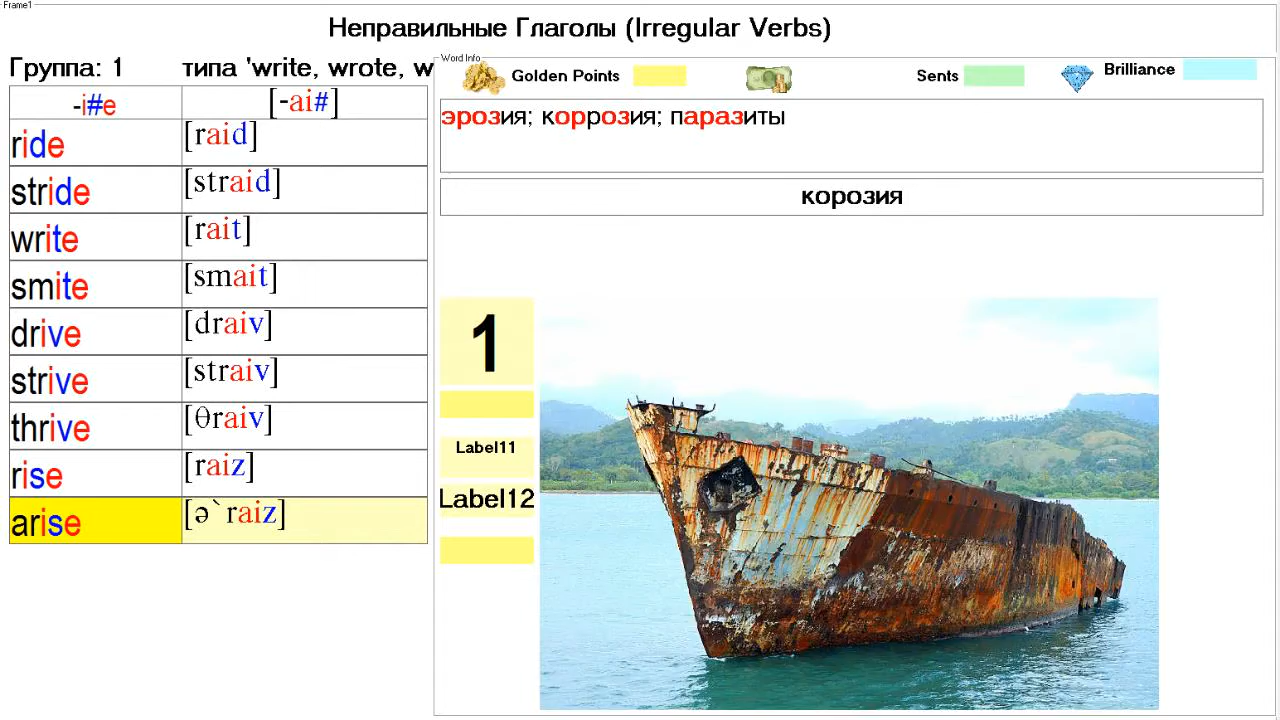 Frame1
Неправильные Глаголы (Irregular Verbs)
Группа: 1 типа 'write, wrote, w
-i#e [-ai#]
ride [raid]
stride [straid]
write [rait]
smite [smait]
drive [draiv]
strive [straiv]
thrive [θraiv]
rise [raiz]
arise [ə`raiz]
Word Info
Golden Points Sents Brilliance
эрозия; коррозия; паразиты
корозия
1
Label11
Label12